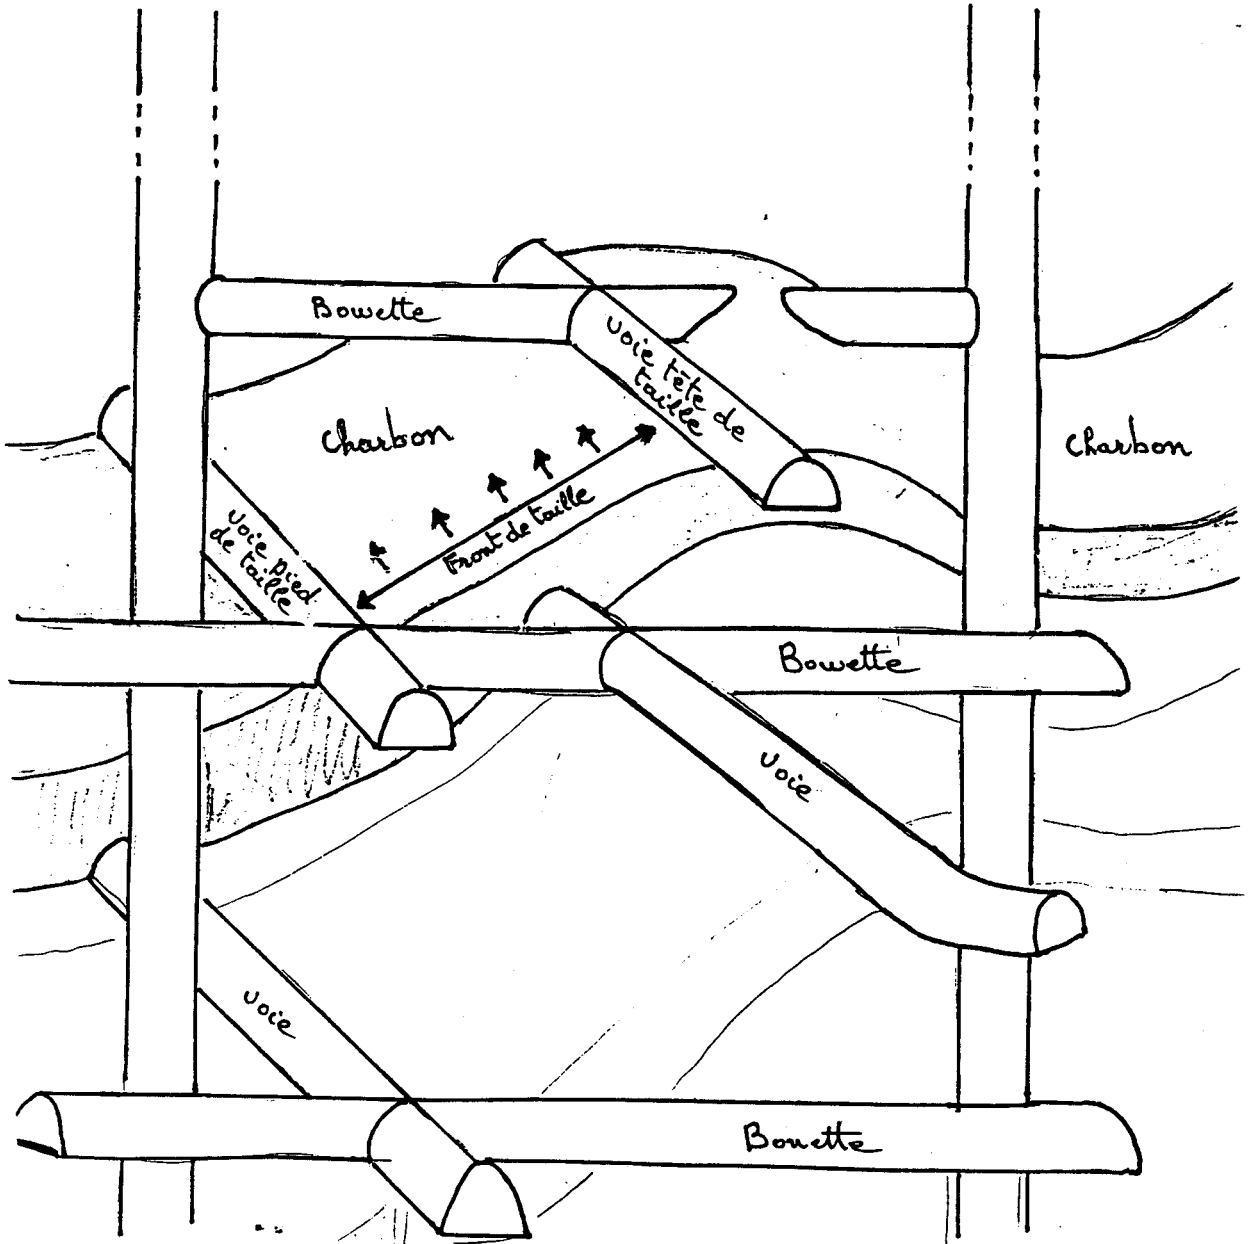 Bowette
voie tête de
taille
Charbon
Charbon
Front de taille
voie pied
de taille
Bowette
voie
voie
Bowette